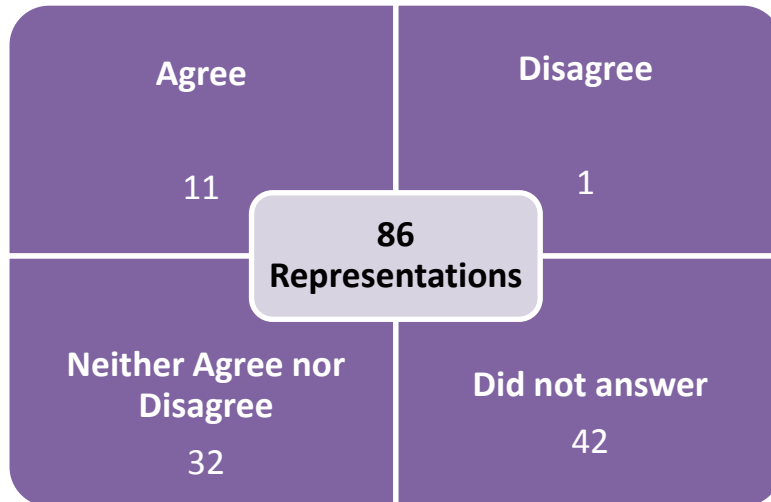 Agree
11
Disagree
1
86
Representations
Neither Agree nor
Disagree
32
Did not answer
42